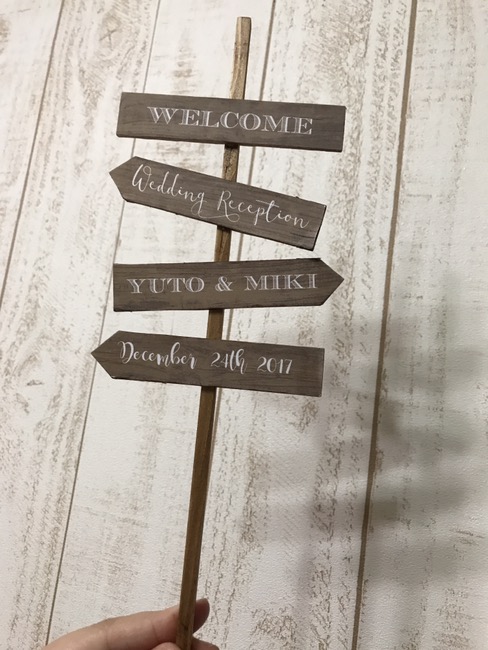 WELCOME
Wedding Reception
YUTO & MIKI
December 24th 2017